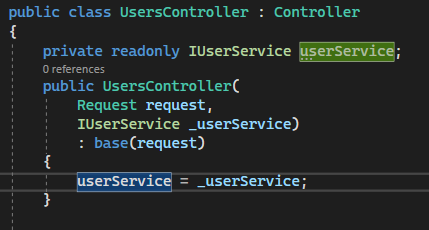 public class UsersController : Controller
{
private readonly IUserService userService;
0 references
public UsersController(
Request request,
IUserService _userService)
: base(request)
{
userService = _userService;
}